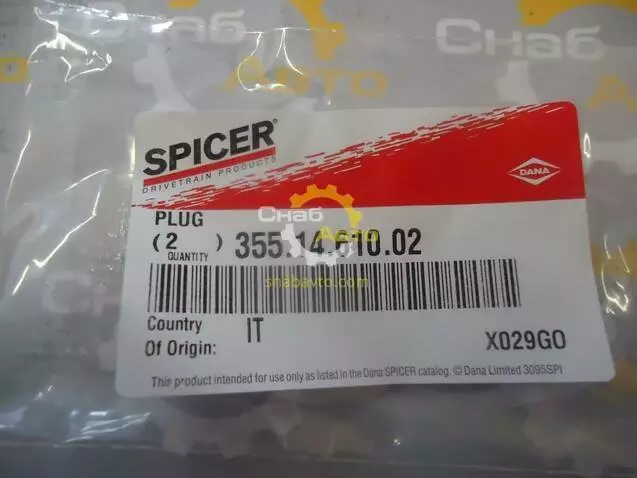 Снаб
Авто
SPICER®
DRIVETRAIN PRODUCTS
DANA
PLUG
Снаб
Авто
( 2 ) 355.14.610.02
QUANTITY
snabavto.com
Country IT
Of Origin:
X029GO
This product intended for use only as listed in the Dana SPICER catalog. © Dana Limited 3095SPI